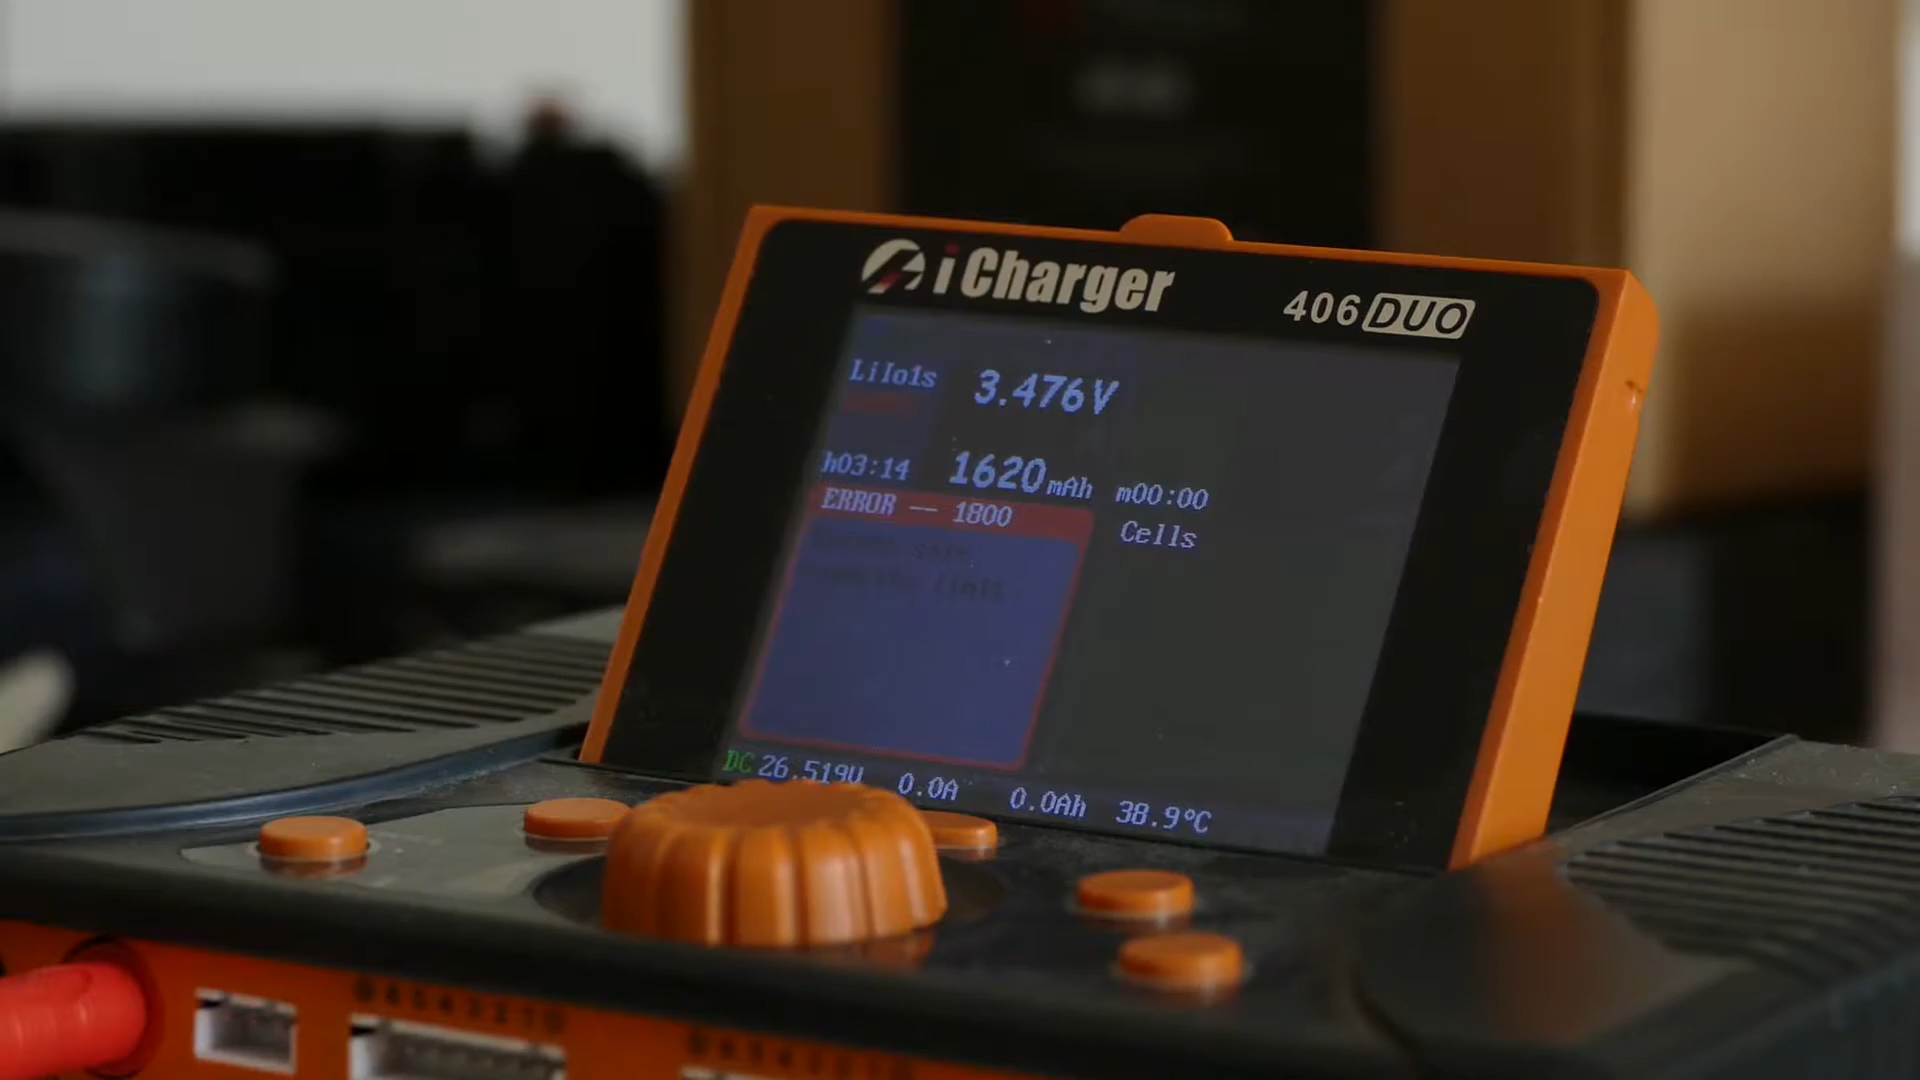 iCharger
406 DUO
LiIo1s 3.476V
h03:14 1620mAh m00:00
ERROR -- 1800
Cells
DC 26.519V 0.0A 0.0Ah 38.9°C